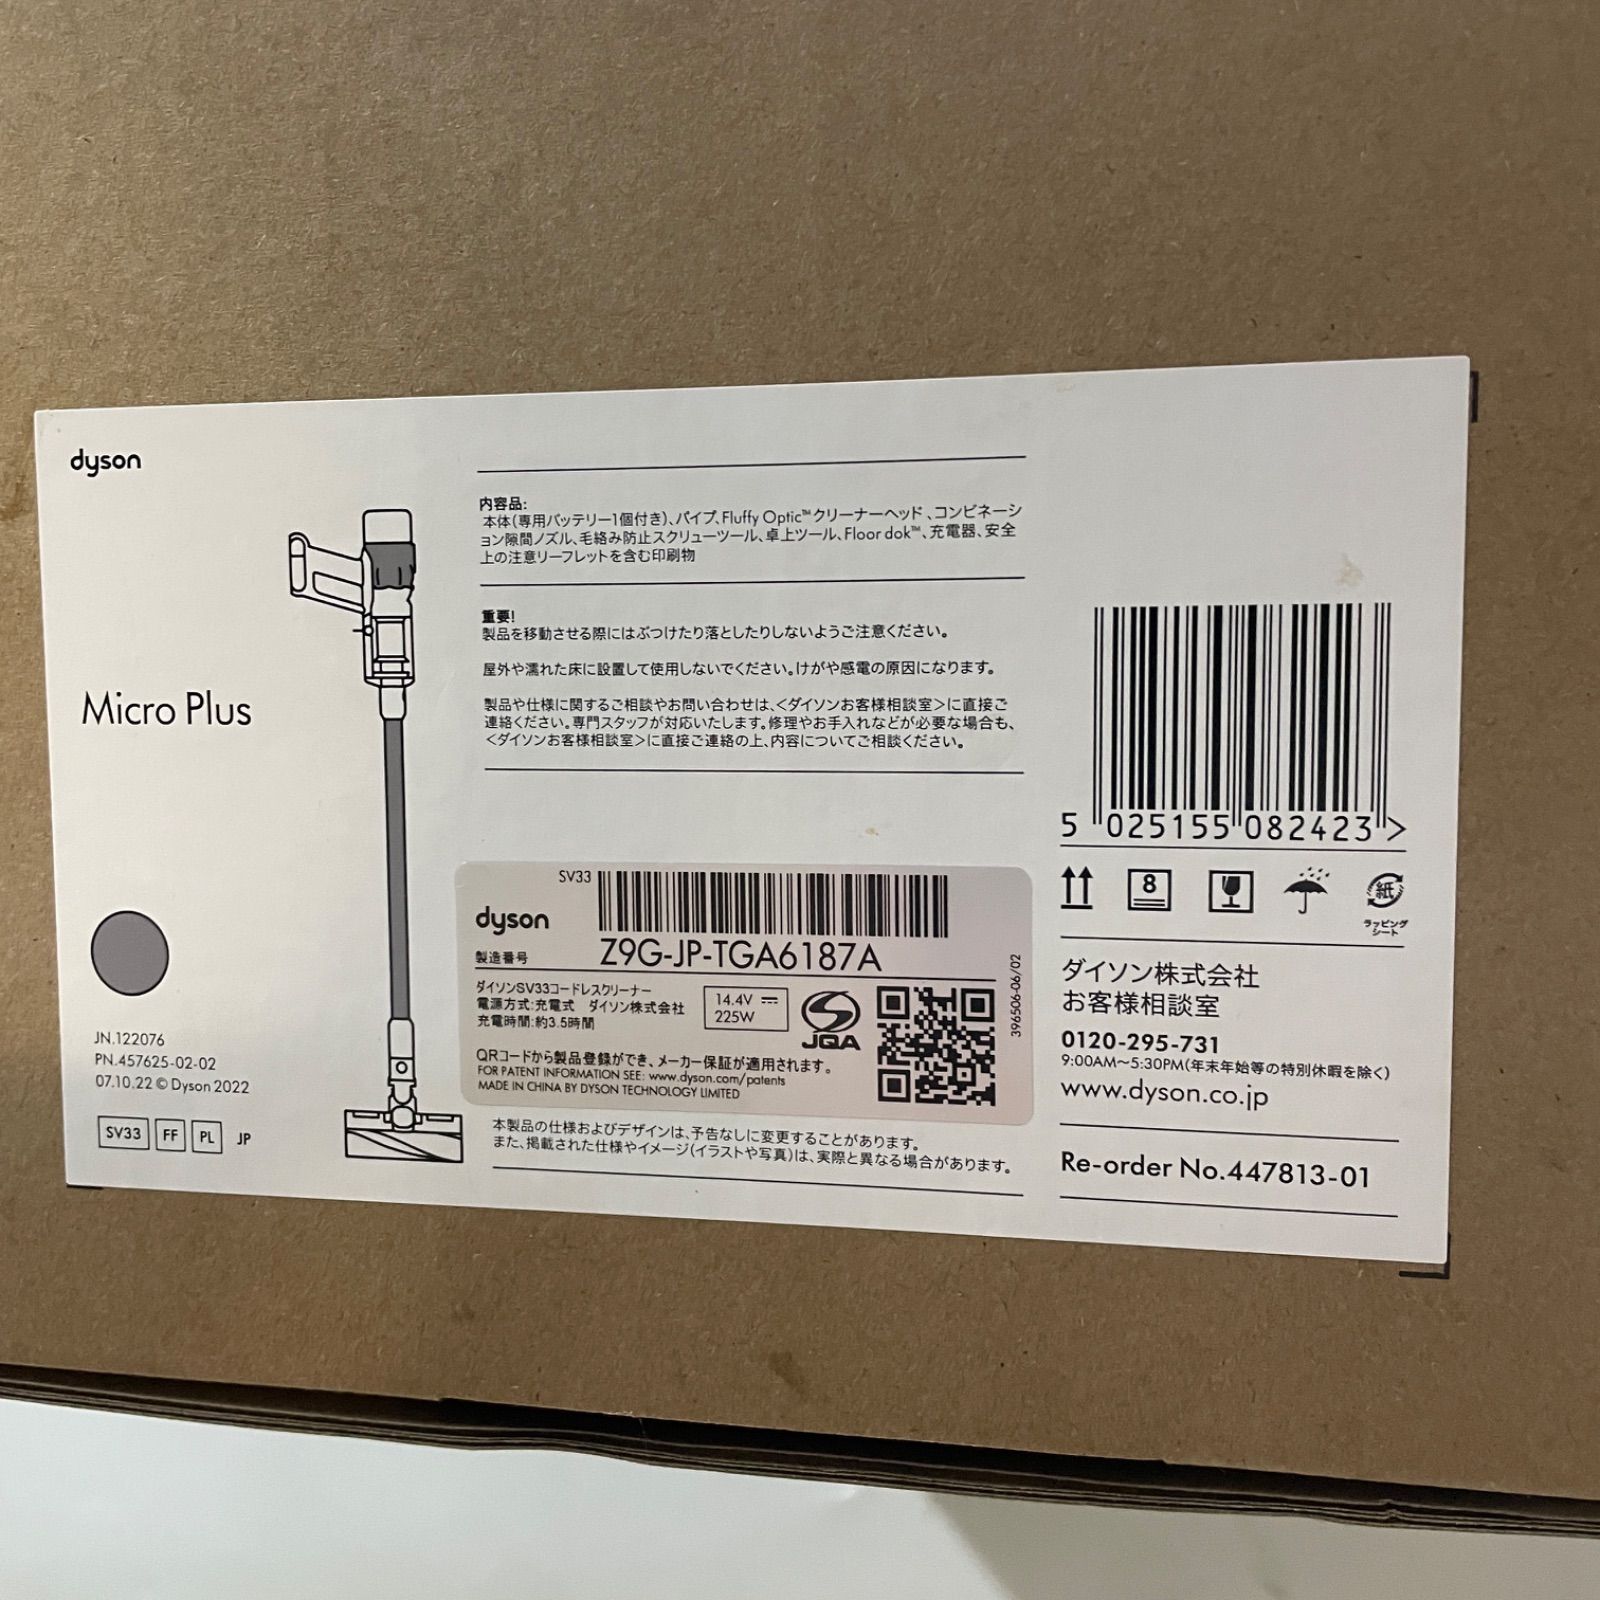 dyson
Micro Plus
JN.122076
PN.457625-02-02
07.10.22 © Dyson 2022
SV33 FF PL JP
内容品:
本体(専用バッテリー1個付き)、パイプ、Fluffy Optic™クリーナーヘッド、コンビネーシ
ョン隙間ノズル、毛絡み防止スクリューツール、卓上ツール、Floor dok™、充電器、安全
上の注意リーフレットを含む印刷物
重要!
製品を移動させる際にはぶつけたり落としたりしないようご注意ください。
屋外や濡れた床に設置して使用しないでください。けがや感電の原因になります。
製品や仕様に関するご相談やお問い合わせは、<ダイソンお客様相談室>に直接ご
連絡ください。専門スタッフが対応いたします。修理やお手入れなどが必要な場合も、
<ダイソンお客様相談室>に直接ご連絡の上、内容についてご相談ください。
SV33
dyson
製造番号 Z9G-JP-TGA6187A
ダイソンSV33コードレスクリーナー
電源方式:充電式 ダイソン株式会社
充電時間:約3.5時間
14.4V
225W
JQA
QRコードから製品登録ができ、メーカー保証が適用されます。
FOR PATENT INFORMATION SEE: www.dyson.com/patents
MADE IN CHINA BY DYSON TECHNOLOGY LIMITED
396506-06/02
本製品の仕様およびデザインは、予告なしに変更することがあります。
また、掲載された仕様やイメージ(イラストや写真)は、実際と異なる場合があります。
5 025155 082423 >
8
紙
ラッピング
シート
ダイソン株式会社
お客様相談室
0120-295-731
9:00AM〜5:30PM(年末年始等の特別休暇を除く)
www.dyson.co.jp
Re-order No.447813-01